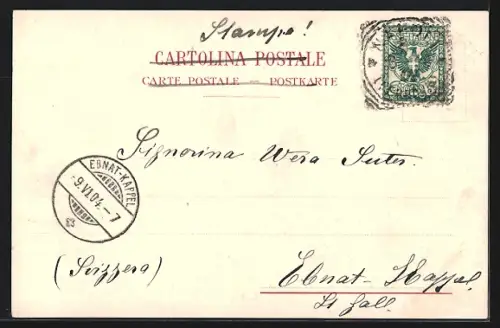 Stampe!
CARTOLINA POSTALE
CARTE POSTALE — POSTKARTE
Signorina Wera Suter.
EBNAT-KAPPEL
-9.VI.04.-7
(Svizzera)
Ebnat-Kappel
St Gall.